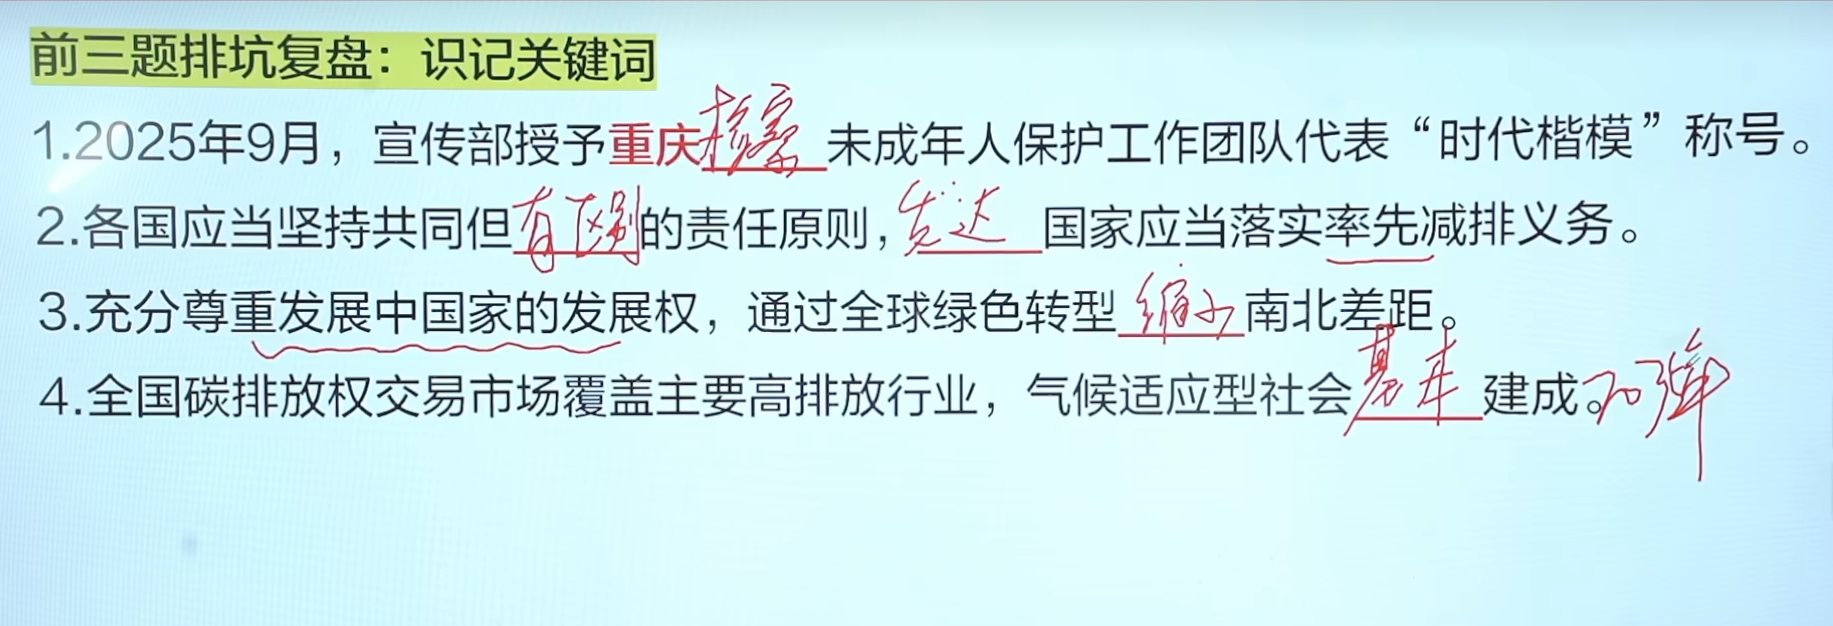 前三题排坑复盘：识记关键词
1.2025年9月，宣传部授予重庆检察未成年人保护工作团队代表“时代楷模”称号。
2.各国应当坚持共同但有区别的责任原则，发达国家应当落实率先减排义务。
3.充分尊重发展中国家的发展权，通过全球绿色转型缩小南北差距。
4.全国碳排放权交易市场覆盖主要高排放行业，气候适应型社会基本建成。2035年